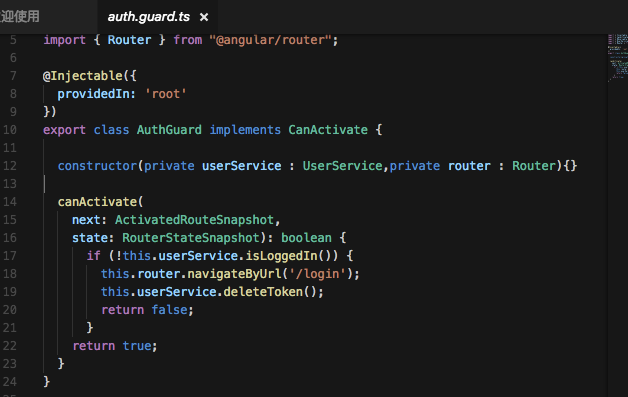 迎使用
auth.guard.ts ×
5 import { Router } from "@angular/router";
6
7 @Injectable({
8 providedIn: 'root'
9 })
10 export class AuthGuard implements CanActivate {
11
12 constructor(private userService : UserService,private router : Router){}
13
14 canActivate(
15 next: ActivatedRouteSnapshot,
16 state: RouterStateSnapshot): boolean {
17 if (!this.userService.isLoggedIn()) {
18 this.router.navigateByUrl('/login');
19 this.userService.deleteToken();
20 return false;
21 }
22 return true;
23 }
24 }